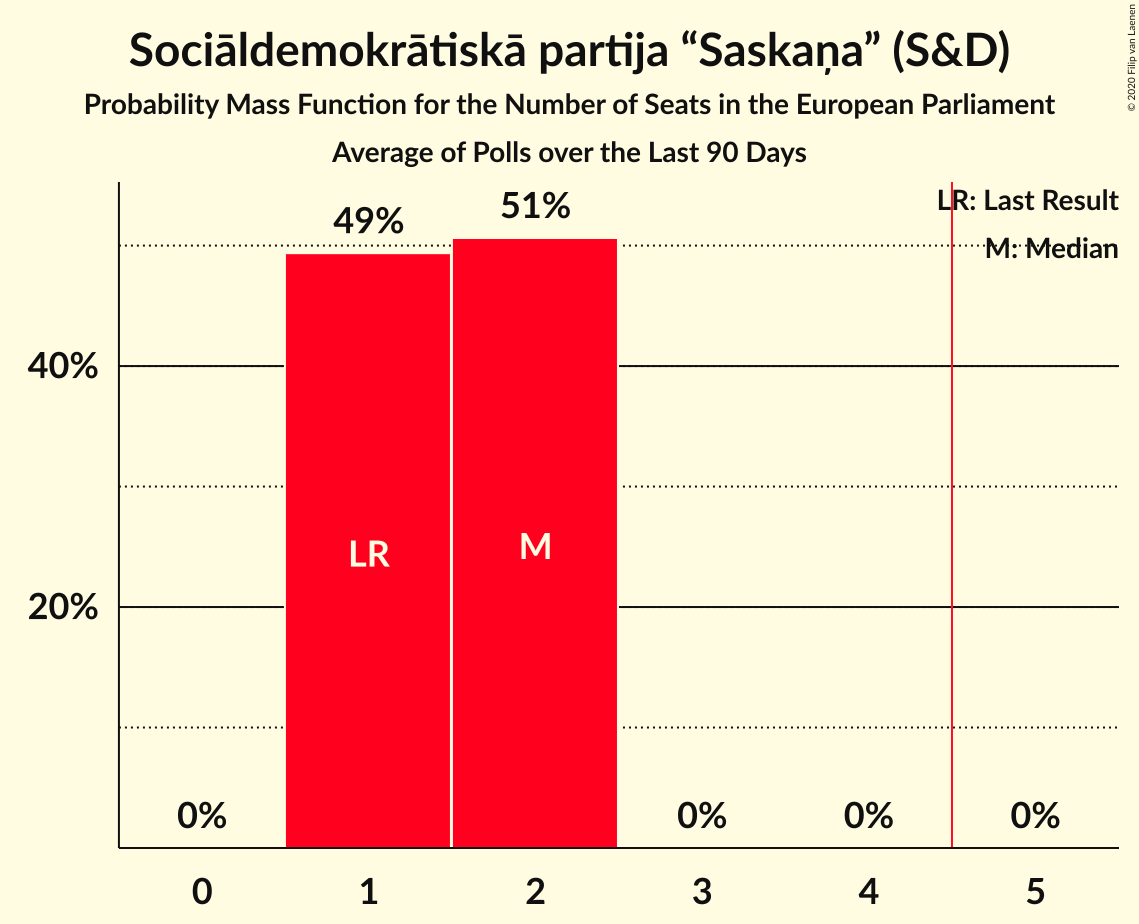 Sociāldemokrātiskā partija “Saskaņa” (S&D)
Probability Mass Function for the Number of Seats in the European Parliament
Average of Polls over the Last 90 Days
© 2020 Filip van Laenen
LR: Last Result
M: Median
49%
51%
40%
20%
LR
M
0%
0%
0%
0%
0
1
2
3
4
5